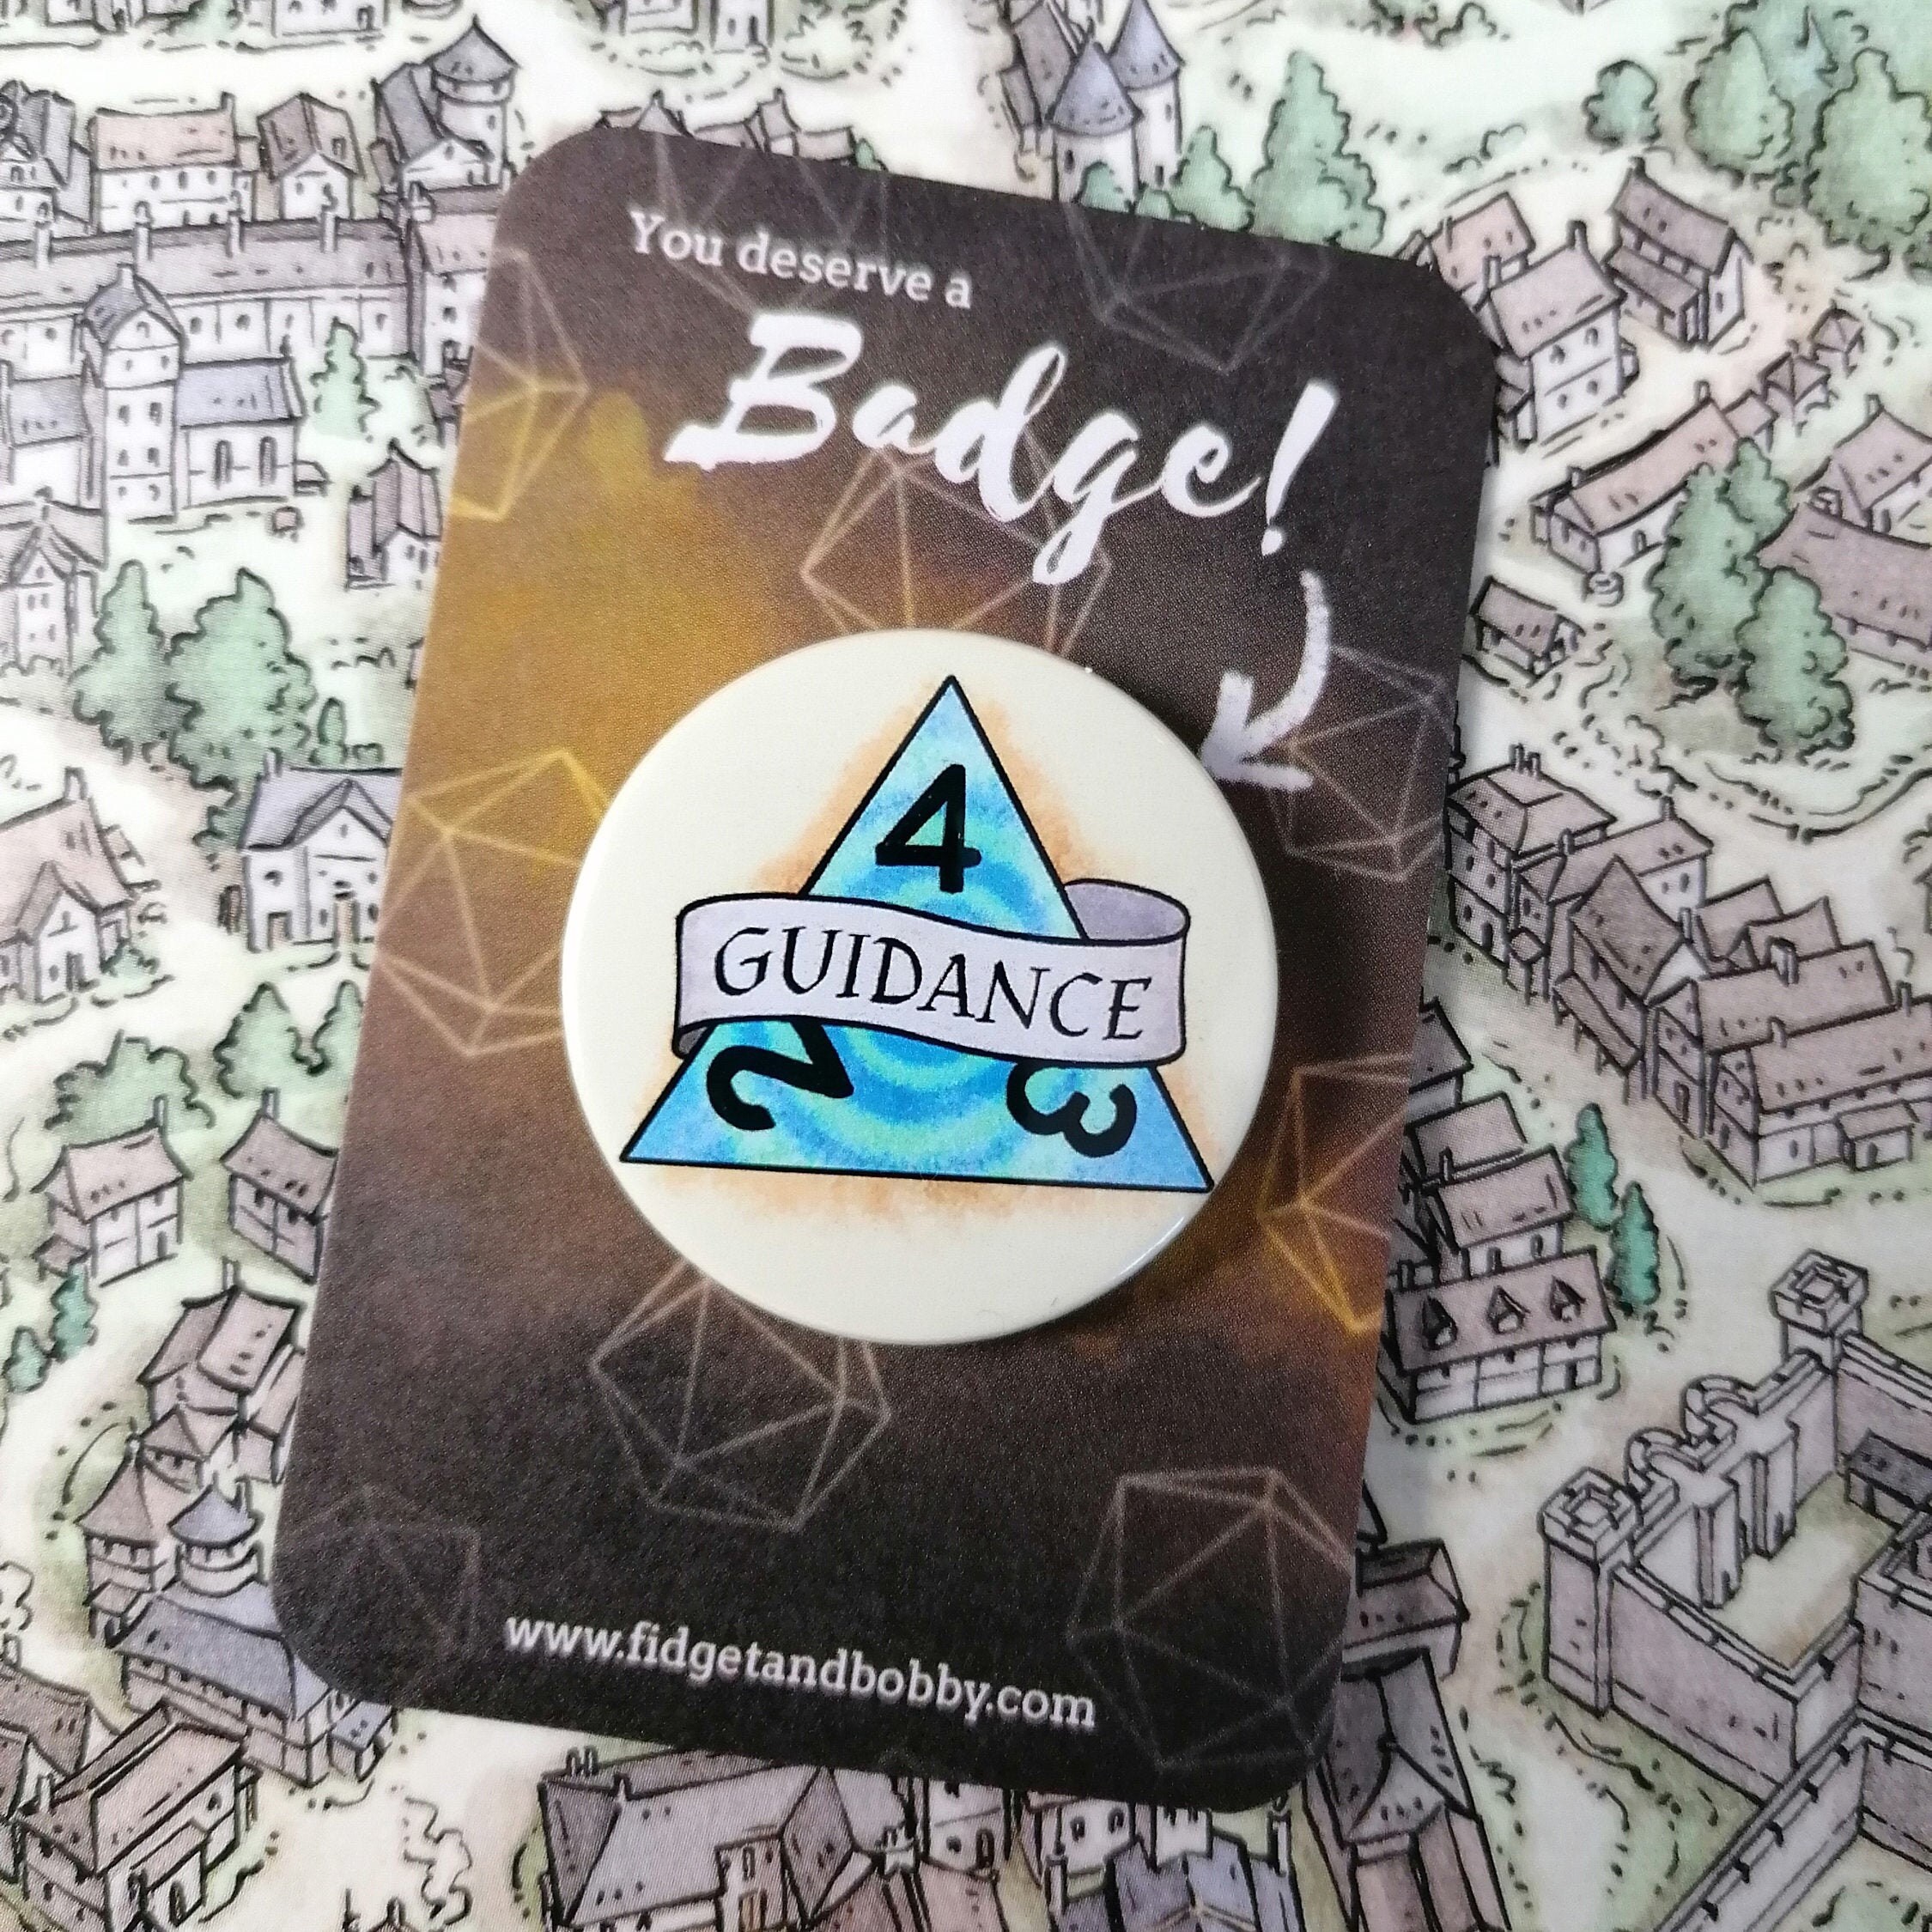 You deserve a
Badge!
4
GUIDANCE
2 3
www.fidgetandbobby.com